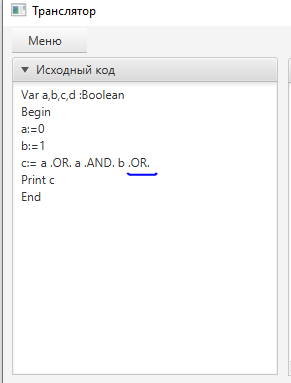 Транслятор
Меню
Исходный код
Var a,b,c,d :Boolean
Begin
a:=0
b:=1
c:= a .OR. a .AND. b .OR.
Print c
End